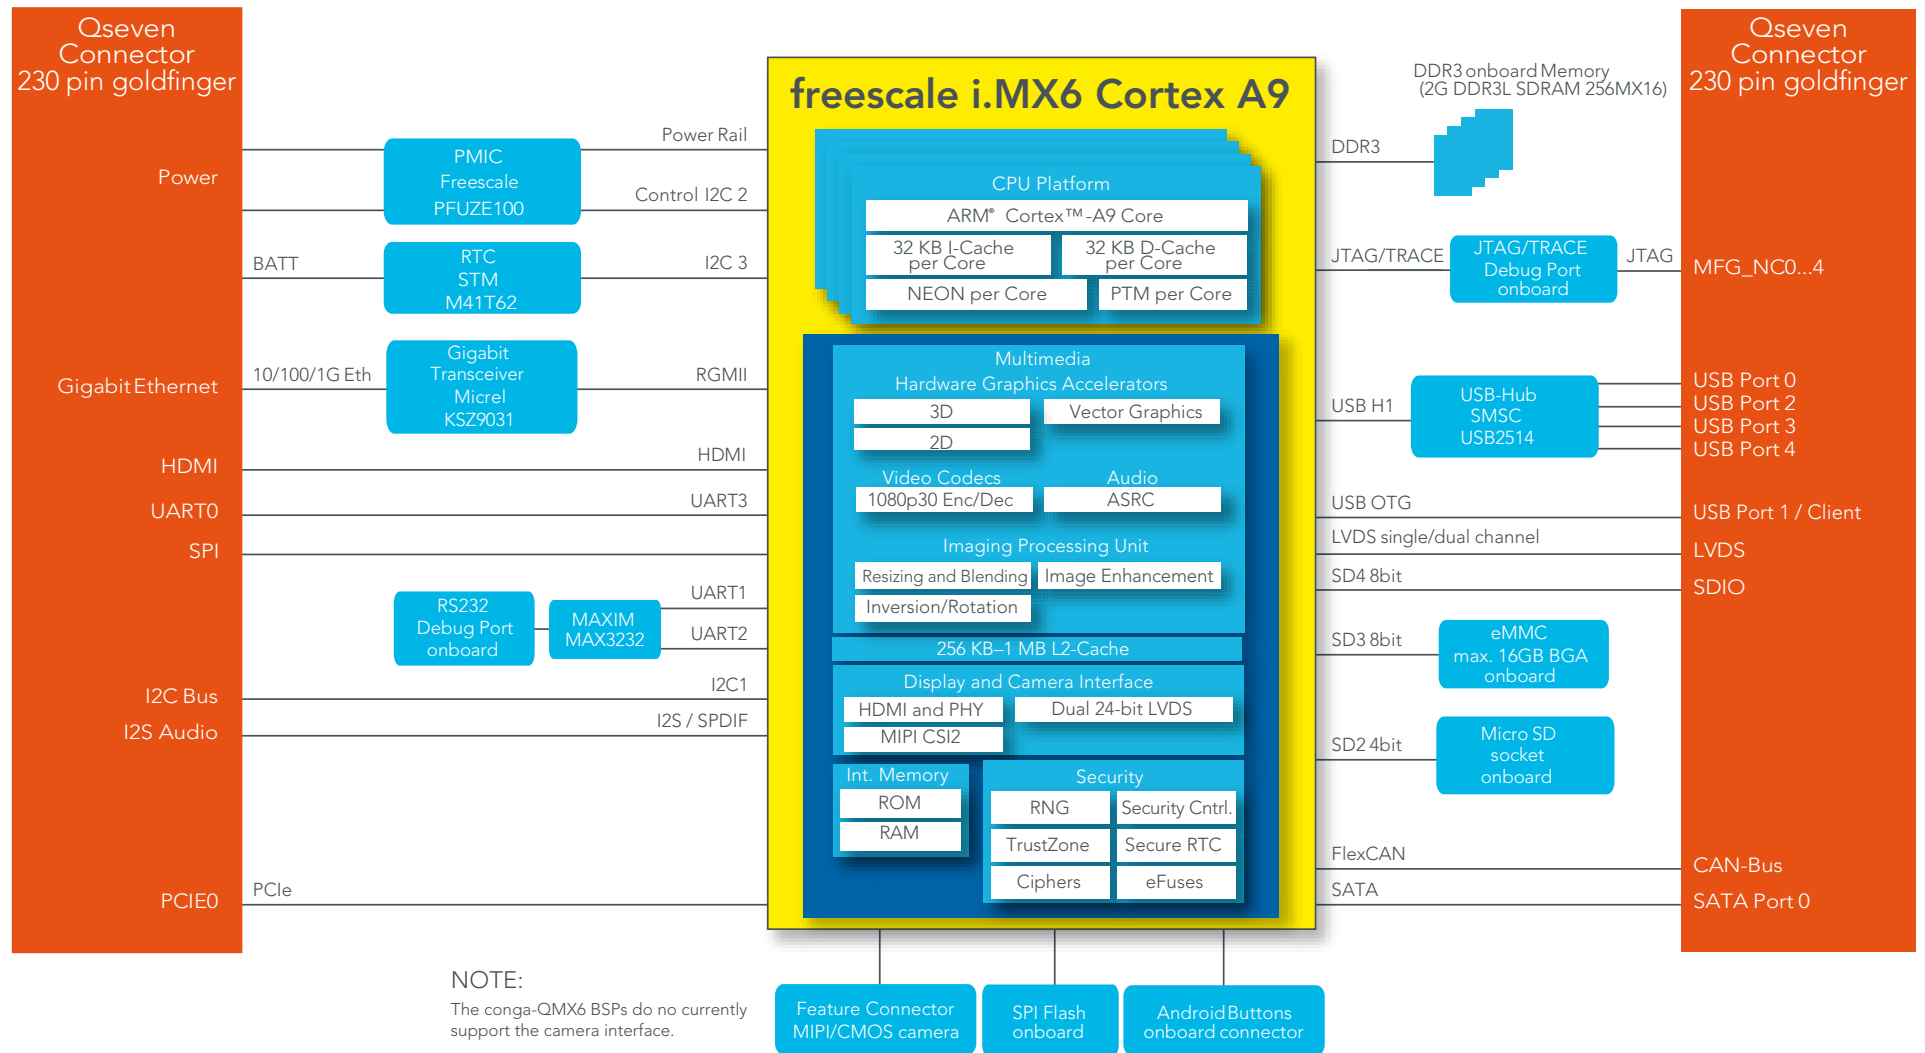 Qseven
Connector
230 pin goldfinger
Power
Gigabit Ethernet
HDMI
UART0
SPI
I2C Bus
I2S Audio
PCIE0
BATT
10/100/1G Eth
PCIe
PMIC
Freescale
PFUZE100
RTC
STM
M41T62
Gigabit
Transceiver
Micrel
KSZ9031
RS232
Debug Port
onboard
MAXIM
MAX3232
Power Rail
Control I2C 2
I2C 3
RGMII
HDMI
UART3
UART1
UART2
I2C1
I2S / SPDIF
freescale i.MX6 Cortex A9
CPU Platform
ARM® Cortex™-A9 Core
32 KB I-Cache
per Core
32 KB D-Cache
per Core
NEON per Core
PTM per Core
Multimedia
Hardware Graphics Accelerators
3D
Vector Graphics
2D
Video Codecs
Audio
1080p30 Enc/Dec
ASRC
Imaging Processing Unit
Resizing and Blending
Image Enhancement
Inversion/Rotation
256 KB–1 MB L2-Cache
Display and Camera Interface
HDMI and PHY
Dual 24-bit LVDS
MIPI CSI2
Int. Memory
ROM
RAM
Security
RNG
Security Cntrl.
TrustZone
Secure RTC
Ciphers
eFuses
DDR3 onboard Memory
(2G DDR3L SDRAM 256MX16)
DDR3
JTAG/TRACE
JTAG/TRACE
Debug Port
onboard
JTAG
USB H1
USB-Hub
SMSC
USB2514
USB OTG
LVDS single/dual channel
SD4 8bit
SD3 8bit
eMMC
max. 16GB BGA
onboard
SD2 4bit
Micro SD
socket
onboard
FlexCAN
SATA
Qseven
Connector
230 pin goldfinger
MFG_NC0...4
USB Port 0
USB Port 2
USB Port 3
USB Port 4
USB Port 1 / Client
LVDS
SDIO
CAN-Bus
SATA Port 0
NOTE:
The conga-QMX6 BSPs do no currently
support the camera interface.
Feature Connector
MIPI/CMOS camera
SPI Flash
onboard
Android Buttons
onboard connector